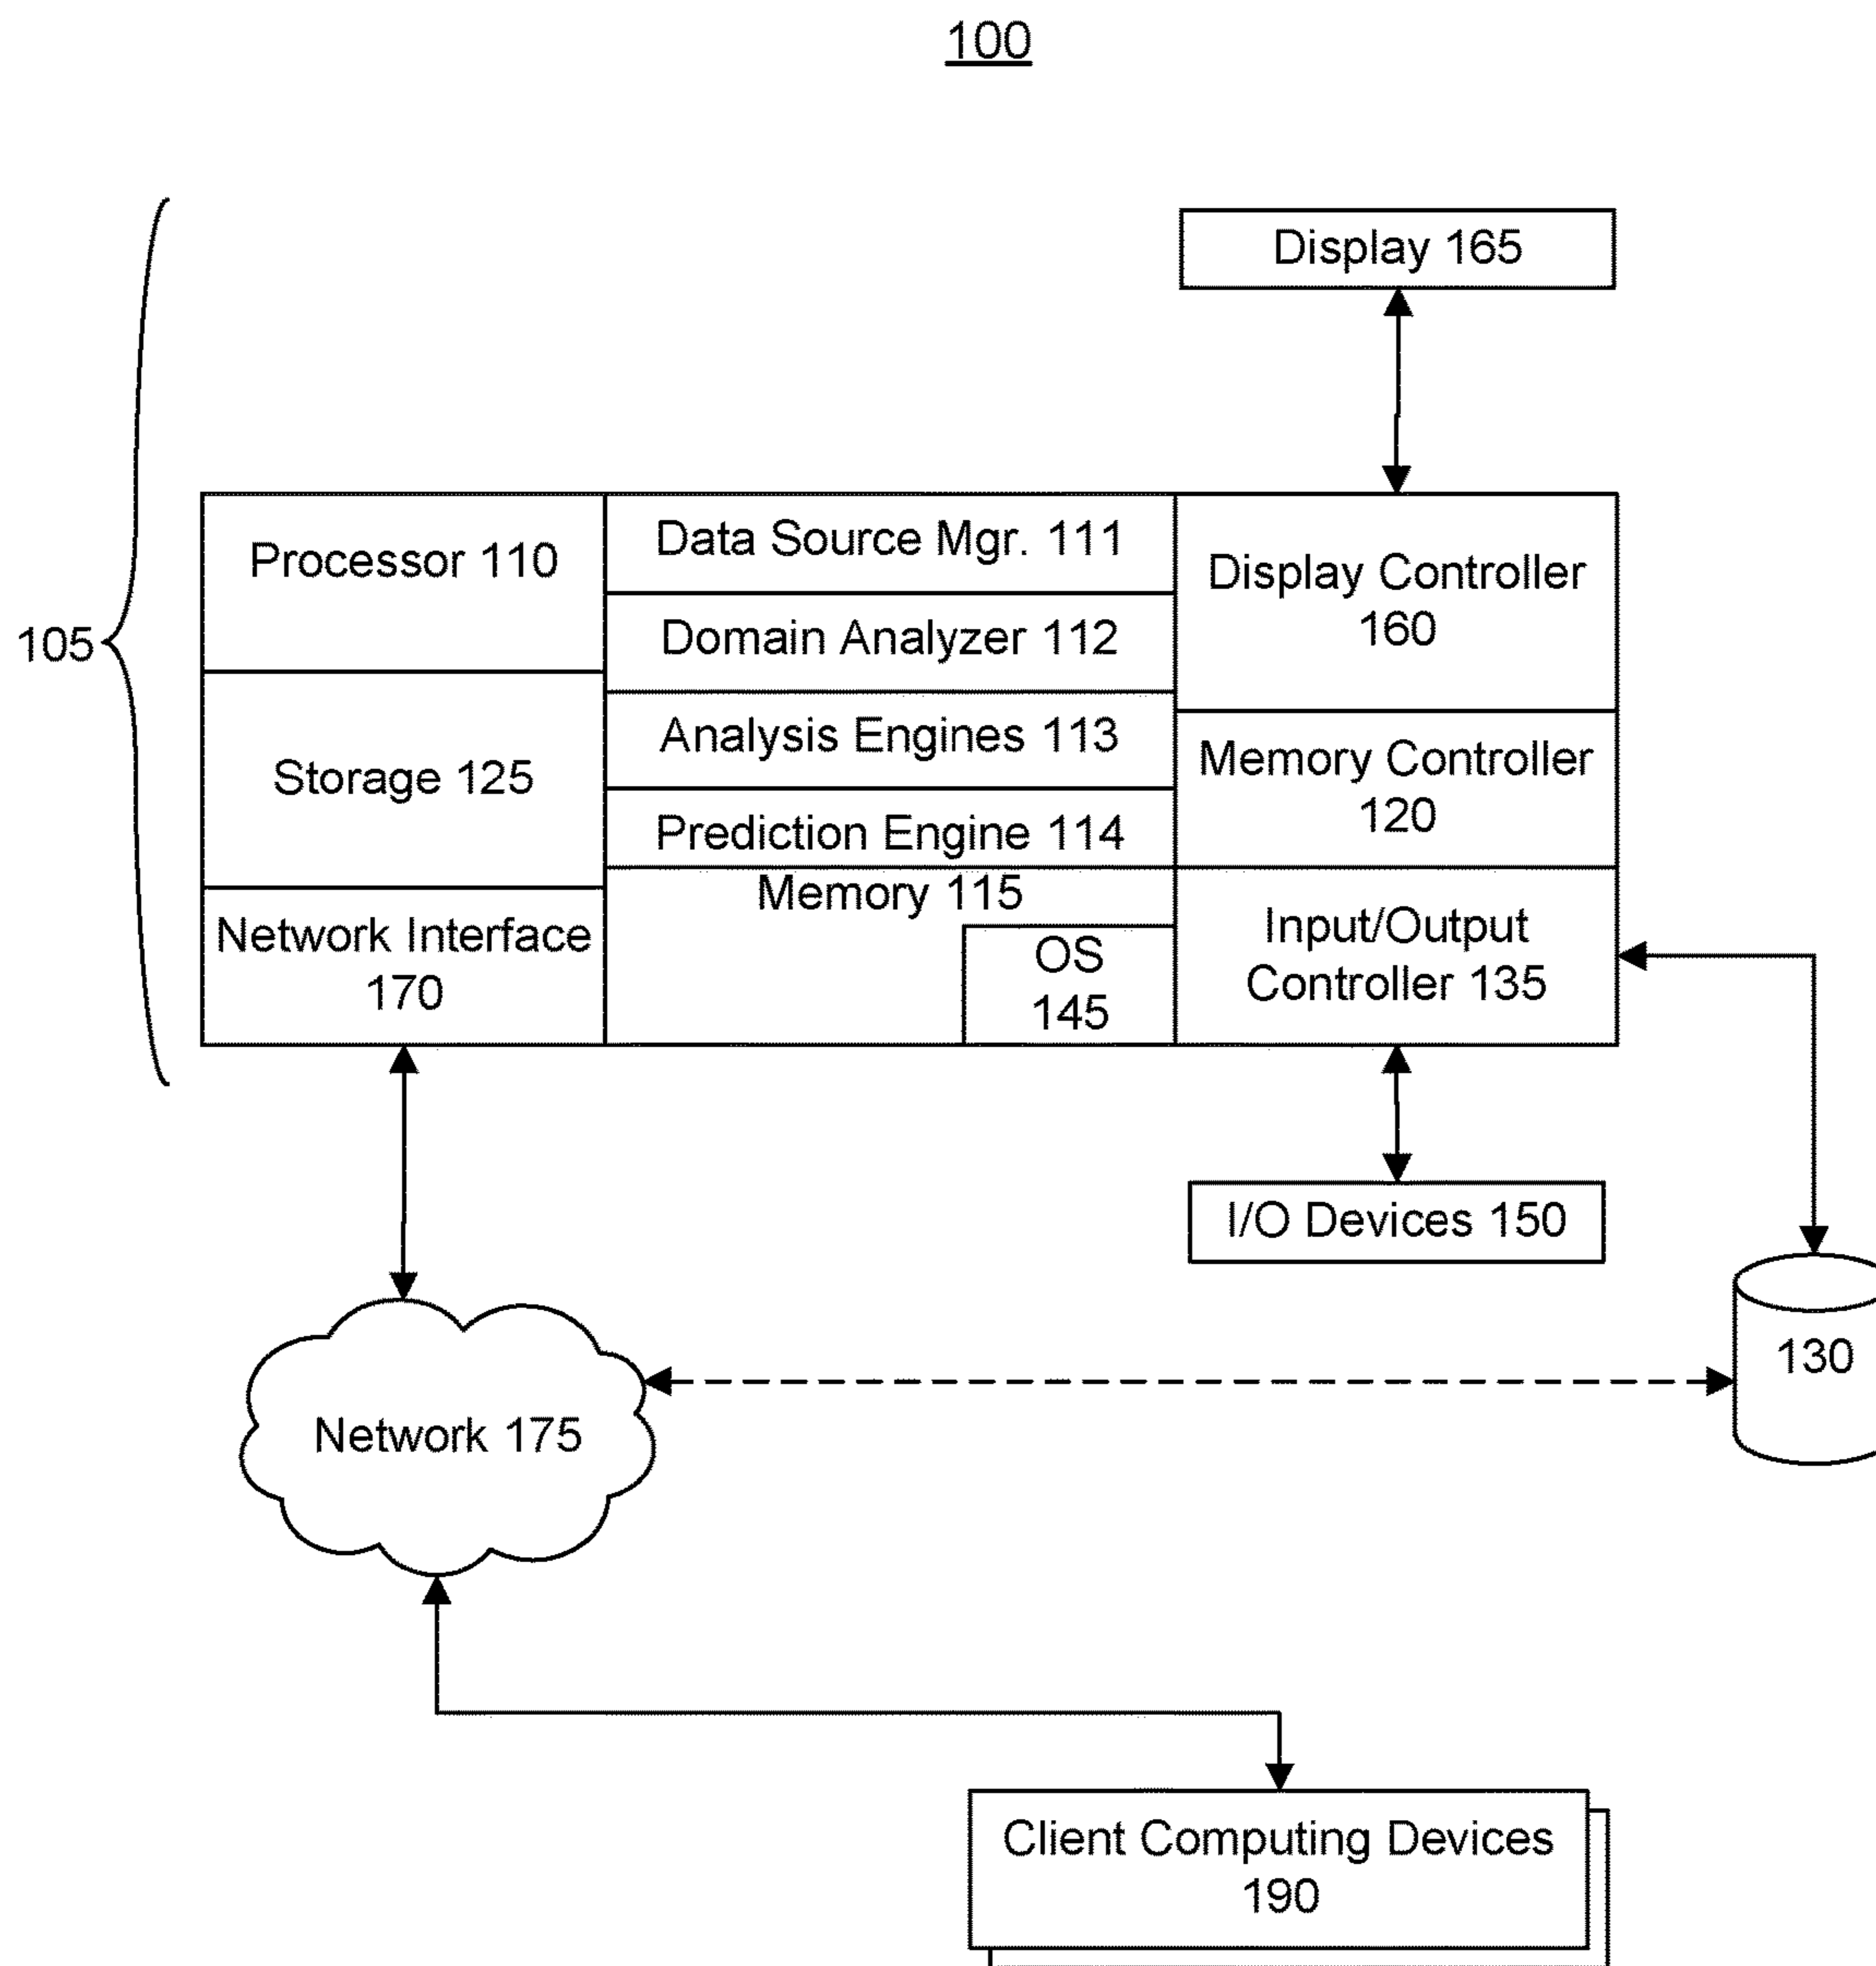 100
Display 165
105
Processor 110
Storage 125
Network Interface
170
Data Source Mgr. 111
Domain Analyzer 112
Analysis Engines 113
Prediction Engine 114
Memory 115
OS
145
Display Controller
160
Memory Controller
120
Input/Output
Controller 135
I/O Devices 150
130
Network 175
Client Computing Devices
190